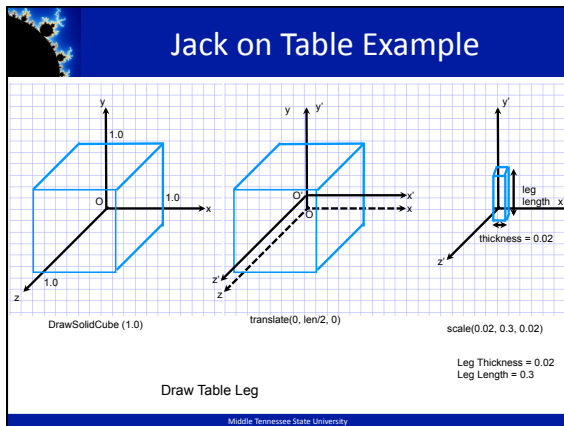 Jack on Table Example
y
1.0
O
1.0
x
1.0
z
DrawSolidCube (1.0)
y
y'
O'
x'
O
x
z'
z
translate(0, len/2, 0)
y'
leg
length
x'
thickness = 0.02
z'
scale(0.02, 0.3, 0.02)
Leg Thickness = 0.02
Leg Length = 0.3
Draw Table Leg
Middle Tennessee State University